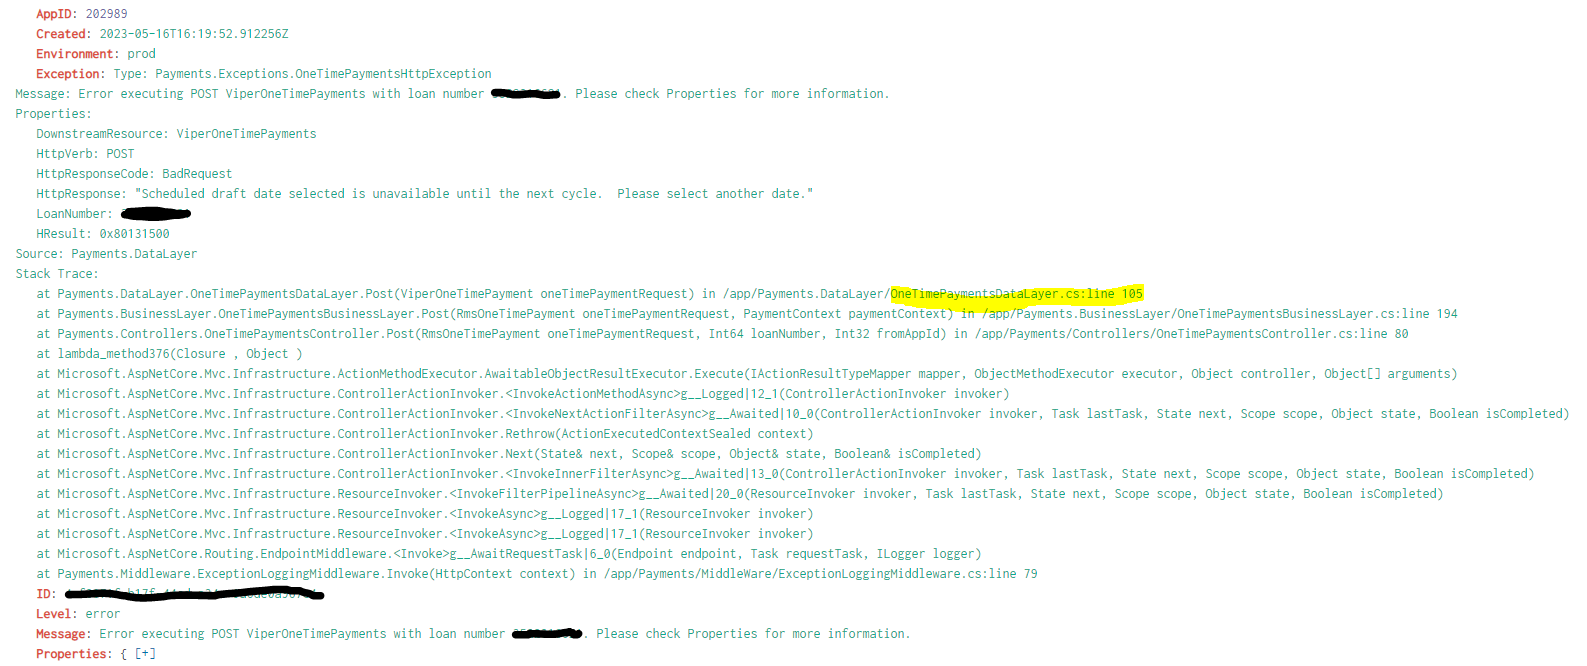 AppID: 202989
Created: 2023-05-16T16:19:52.912256Z
Environment: prod
Exception: Type: Payments.Exceptions.OneTimePaymentsHttpException
Message: Error executing POST ViperOneTimePayments with loan number . Please check Properties for more information.
Properties:
DownstreamResource: ViperOneTimePayments
HttpVerb: POST
HttpResponseCode: BadRequest
HttpResponse: "Scheduled draft date selected is unavailable until the next cycle.  Please select another date."
LoanNumber:
HResult: 0x80131500
Source: Payments.DataLayer
Stack Trace:
at Payments.DataLayer.OneTimePaymentsDataLayer.Post(ViperOneTimePayment oneTimePaymentRequest) in /app/Payments.DataLayer/OneTimePaymentsDataLayer.cs:line 105
at Payments.BusinessLayer.OneTimePaymentsBusinessLayer.Post(RmsOneTimePayment oneTimePaymentRequest, PaymentContext paymentContext) in /app/Payments.BusinessLayer/OneTimePaymentsBusinessLayer.cs:line 194
at Payments.Controllers.OneTimePaymentsController.Post(RmsOneTimePayment oneTimePaymentRequest, Int64 loanNumber, Int32 fromAppId) in /app/Payments/Controllers/OneTimePaymentsController.cs:line 80
at lambda_method376(Closure , Object )
at Microsoft.AspNetCore.Mvc.Infrastructure.ActionMethodExecutor.AwaitableObjectResultExecutor.Execute(IActionResultTypeMapper mapper, ObjectMethodExecutor executor, Object controller, Object[] arguments)
at Microsoft.AspNetCore.Mvc.Infrastructure.ControllerActionInvoker.<InvokeActionMethodAsync>g__Logged|12_1(ControllerActionInvoker invoker)
at Microsoft.AspNetCore.Mvc.Infrastructure.ControllerActionInvoker.<InvokeNextActionFilterAsync>g__Awaited|10_0(ControllerActionInvoker invoker, Task lastTask, State next, Scope scope, Object state, Boolean isCompleted)
at Microsoft.AspNetCore.Mvc.Infrastructure.ControllerActionInvoker.Rethrow(ActionExecutedContextSealed context)
at Microsoft.AspNetCore.Mvc.Infrastructure.ControllerActionInvoker.Next(State& next, Scope& scope, Object& state, Boolean& isCompleted)
at Microsoft.AspNetCore.Mvc.Infrastructure.ControllerActionInvoker.<InvokeInnerFilterAsync>g__Awaited|13_0(ControllerActionInvoker invoker, Task lastTask, State next, Scope scope, Object state, Boolean isCompleted)
at Microsoft.AspNetCore.Mvc.Infrastructure.ResourceInvoker.<InvokeFilterPipelineAsync>g__Awaited|20_0(ResourceInvoker invoker, Task lastTask, State next, Scope scope, Object state, Boolean isCompleted)
at Microsoft.AspNetCore.Mvc.Infrastructure.ResourceInvoker.<InvokeAsync>g__Logged|17_1(ResourceInvoker invoker)
at Microsoft.AspNetCore.Mvc.Infrastructure.ResourceInvoker.<InvokeAsync>g__Logged|17_1(ResourceInvoker invoker)
at Microsoft.AspNetCore.Routing.EndpointMiddleware.<Invoke>g__AwaitRequestTask|6_0(Endpoint endpoint, Task requestTask, ILogger logger)
at Payments.Middleware.ExceptionLoggingMiddleware.Invoke(HttpContext context) in /app/Payments/MiddleWare/ExceptionLoggingMiddleware.cs:line 79
ID:
Level: error
Message: Error executing POST ViperOneTimePayments with loan number . Please check Properties for more information.
Properties: { [+]